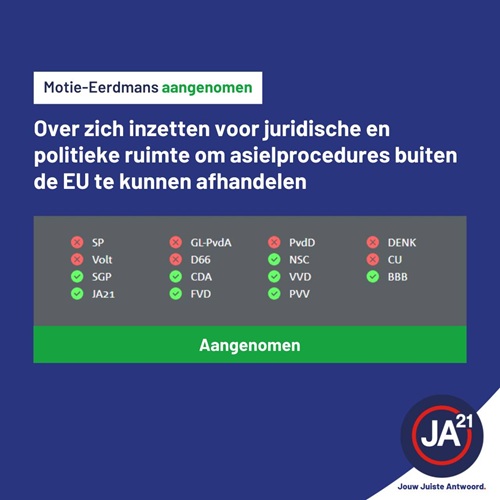 Motie-Eerdmans aangenomen
Over zich inzetten voor juridische en
politieke ruimte om asielprocedures buiten
de EU te kunnen afhandelen
SP GL-PvdA PvdD DENK
Volt D66 NSC CU
SGP CDA VVD BBB
JA21 FVD PVV
Aangenomen
JA21
Jouw Juiste Antwoord.